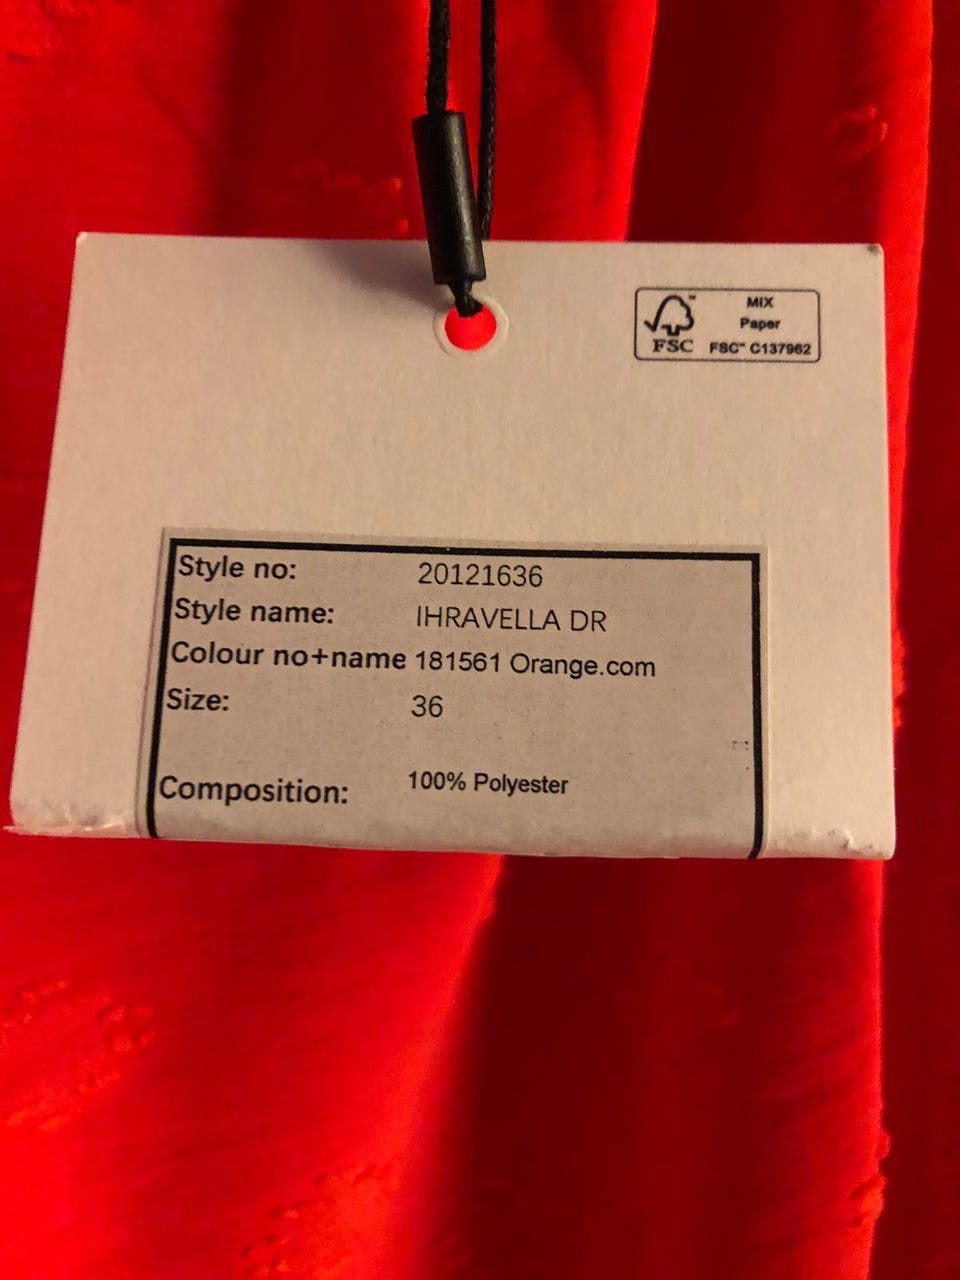 MIX
Paper
FSC™ C137962
FSC
Style no: 20121636
Style name: IHRAVELLA DR
Colour no+name 181561 Orange.com
Size: 36
Composition: 100% Polyester